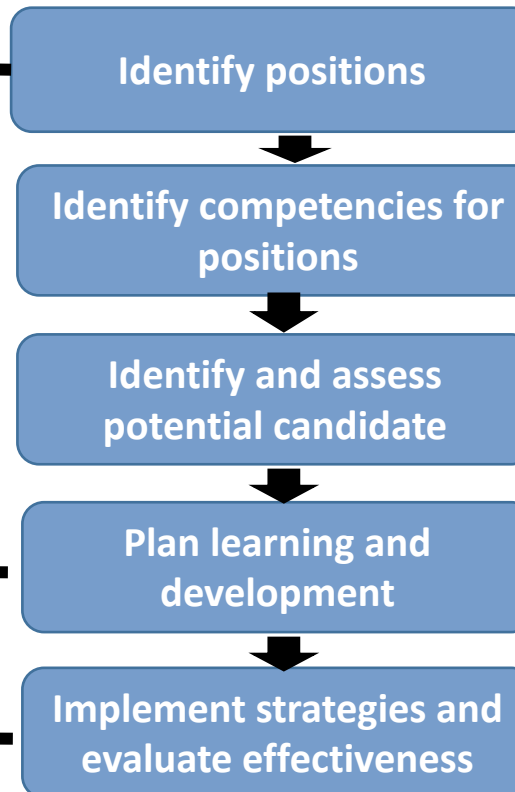 Identify positions
Identify competencies for
positions
Identify and assess
potential candidate
Plan learning and
development
Implement strategies and
evaluate effectiveness